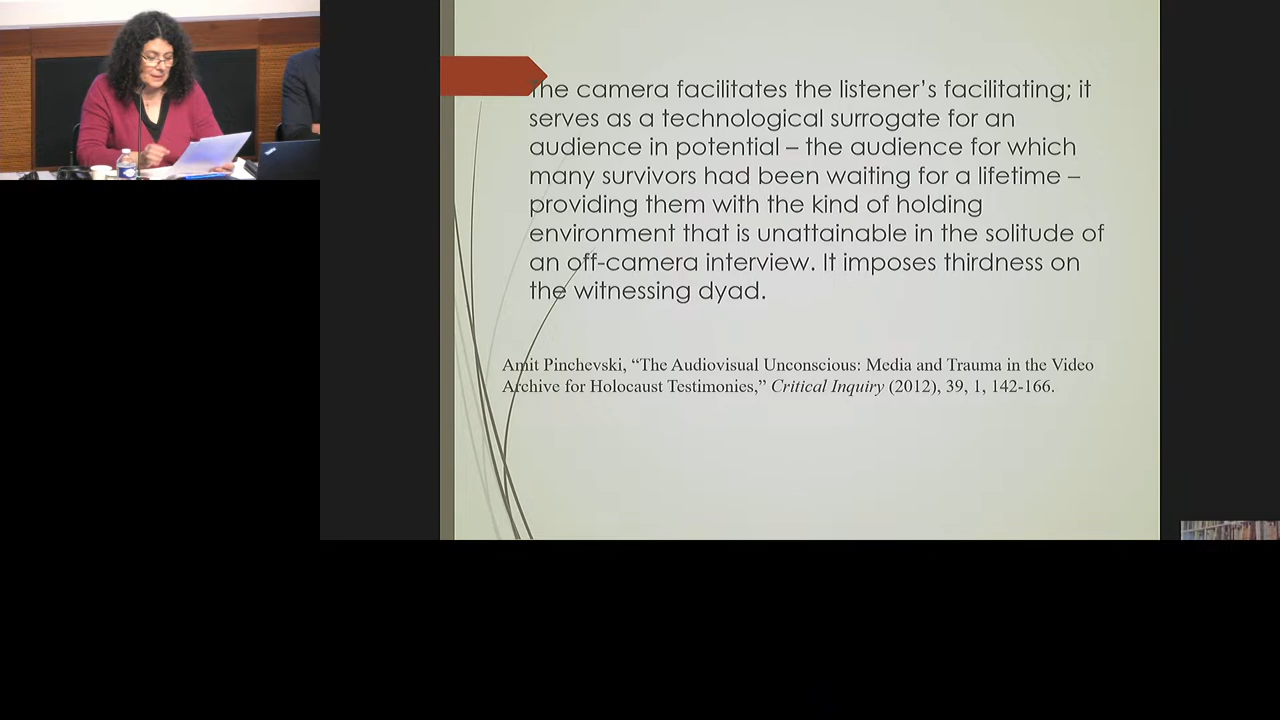 The camera facilitates the listener’s facilitating; it
serves as a technological surrogate for an
audience in potential – the audience for which
many survivors had been waiting for a lifetime –
providing them with the kind of holding
environment that is unattainable in the solitude of
an off-camera interview. It imposes thirdness on
the witnessing dyad.
Amit Pinchevski, “The Audiovisual Unconscious: Media and Trauma in the Video
Archive for Holocaust Testimonies,” Critical Inquiry (2012), 39, 1, 142-166.